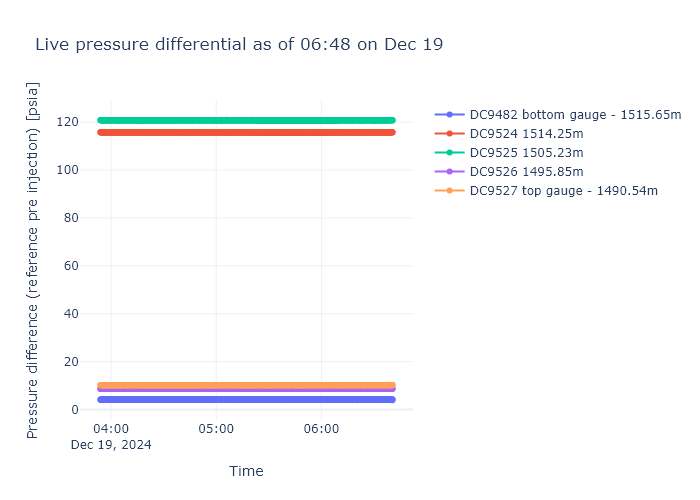 Live pressure differential as of 06:48 on Dec 19
Pressure difference (reference pre injection) [psia]
120
100
80
60
40
20
0
04:00
Dec 19, 2024
05:00
06:00
Time
DC9482 bottom gauge - 1515.65m
DC9524 1514.25m
DC9525 1505.23m
DC9526 1495.85m
DC9527 top gauge - 1490.54m